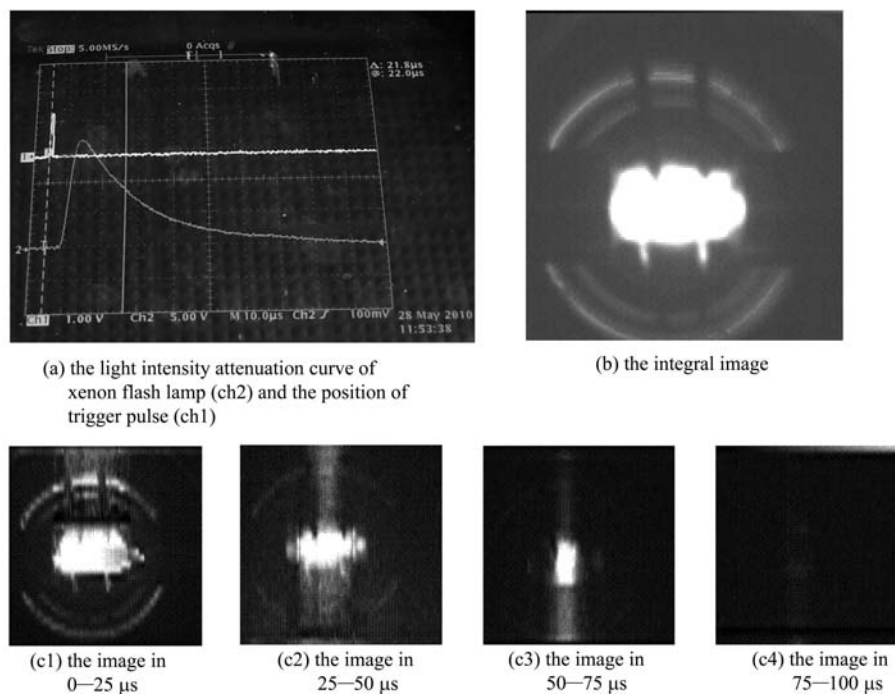 Tek Stop 5.00MS/s 0 Acqs
Δ: 21.8µs
@: 22.0µs
2
Ch1 1.00 V Ch2 5.00 V M 10.0µs Ch2 100mV
28 May 2010
11:53:38
(a) the light intensity attenuation curve of
xenon flash lamp (ch2) and the position of
trigger pulse (ch1)
(b) the integral image
(c1) the image in
0—25 µs
(c2) the image in
25—50 µs
(c3) the image in
50—75 µs
(c4) the image in
75—100 µs